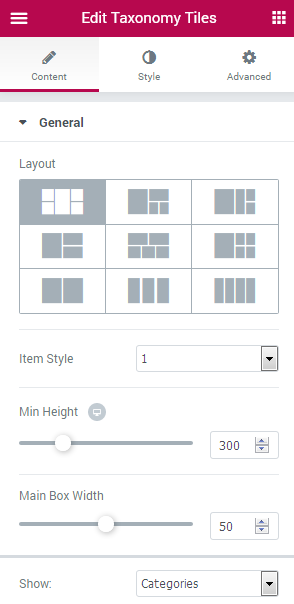 Edit Taxonomy Tiles
Content Style Advanced
General
Layout
Item Style 1
Min Height 300
Main Box Width
50
Show: Categories